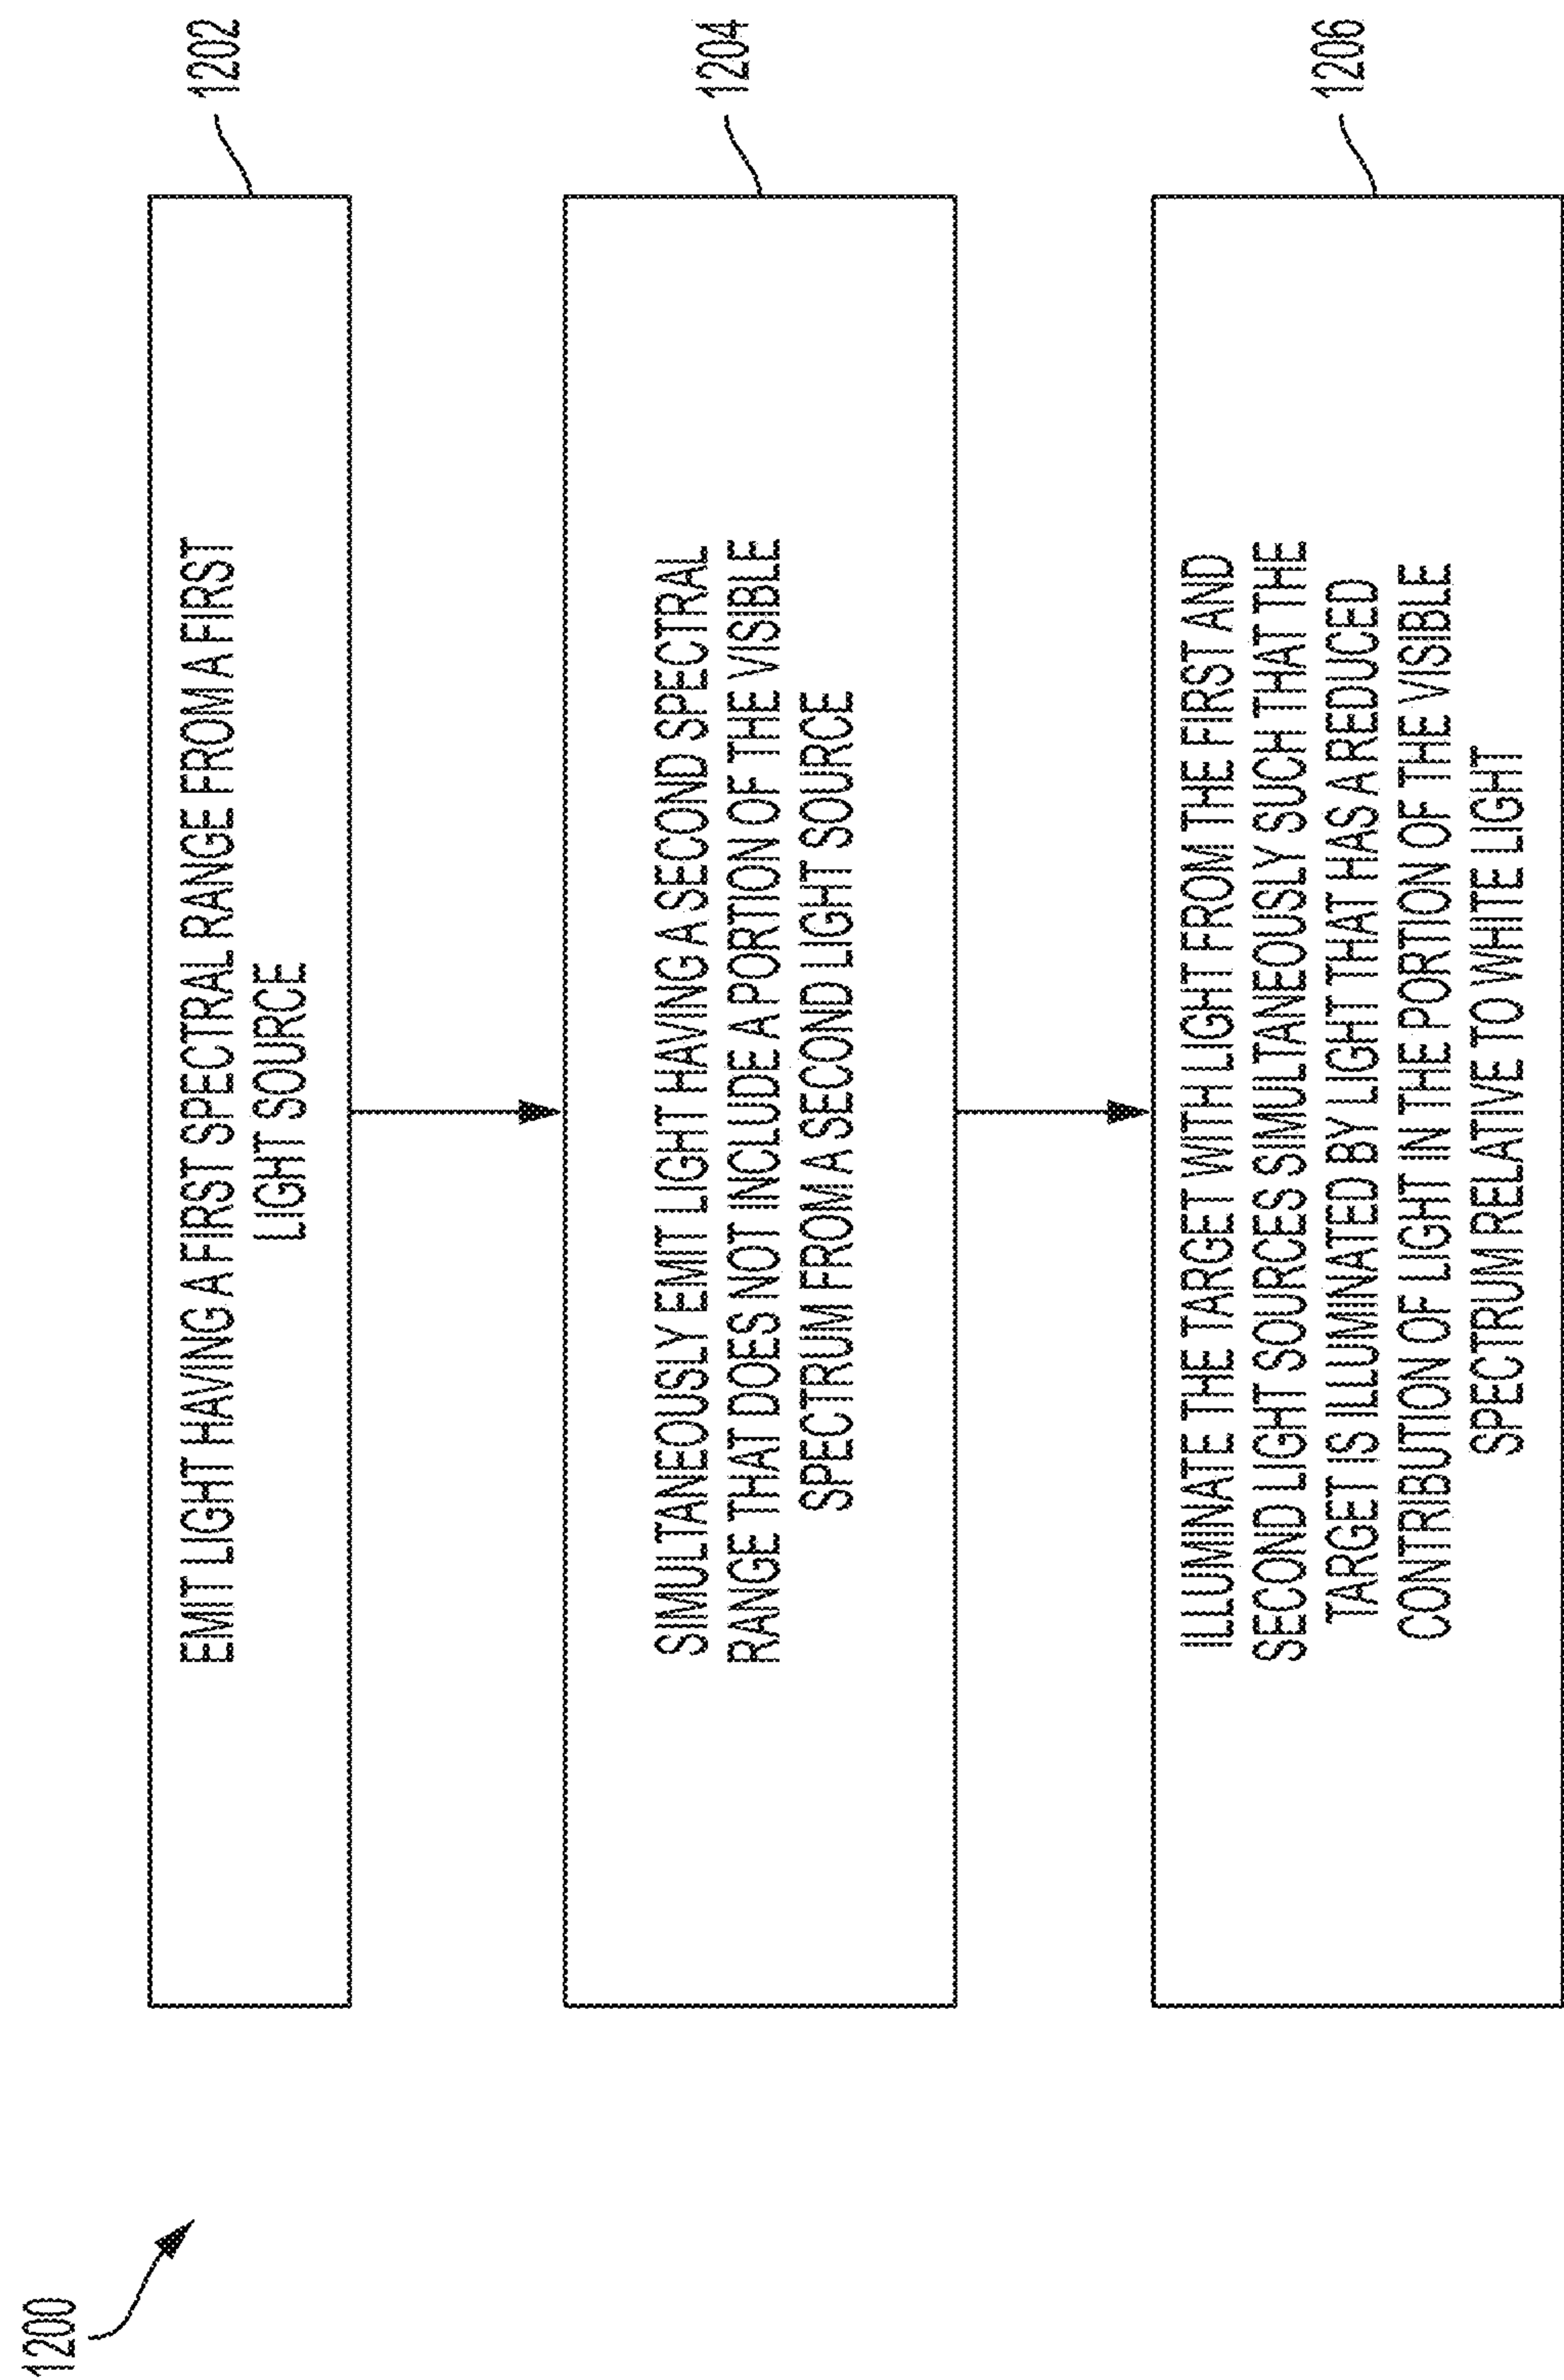 1200
EMIT LIGHT HAVING A FIRST SPECTRAL RANGE FROM A FIRST
LIGHT SOURCE
1202
SIMULTANEOUSLY EMIT LIGHT HAVING A SECOND SPECTRAL
RANGE THAT DOES NOT INCLUDE A PORTION OF THE VISIBLE
SPECTRUM FROM A SECOND LIGHT SOURCE
1204
ILLUMINATE THE TARGET WITH LIGHT FROM THE FIRST AND
SECOND LIGHT SOURCES SIMULTANEOUSLY SUCH THAT THE
TARGET IS ILLUMINATED BY LIGHT THAT HAS A REDUCED
CONTRIBUTION OF LIGHT IN THE PORTION OF THE VISIBLE
SPECTRUM RELATIVE TO WHITE LIGHT
1206